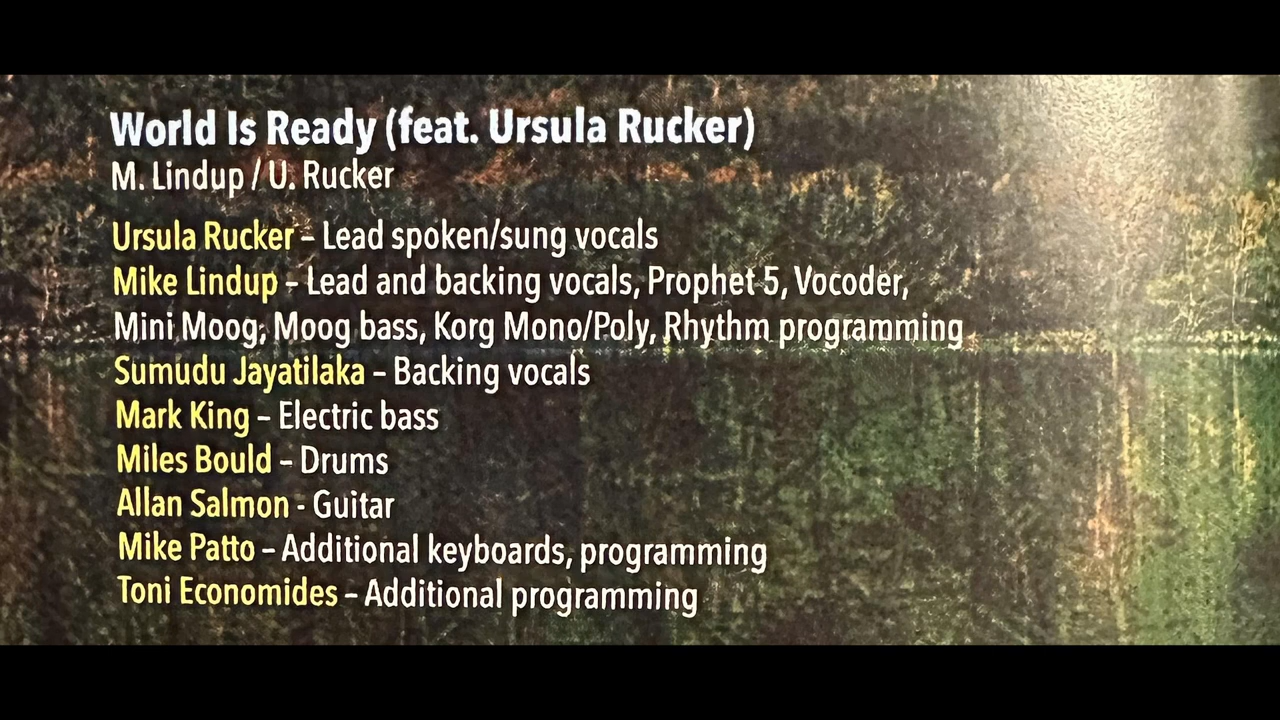 World Is Ready (feat. Ursula Rucker)
M. Lindup / U. Rucker
Ursula Rucker – Lead spoken/sung vocals
Mike Lindup – Lead and backing vocals, Prophet 5, Vocoder,
Mini Moog, Moog bass, Korg Mono/Poly, Rhythm programming
Sumudu Jayatilaka – Backing vocals
Mark King – Electric bass
Miles Bould – Drums
Allan Salmon - Guitar
Mike Patto – Additional keyboards, programming
Toni Economides – Additional programming